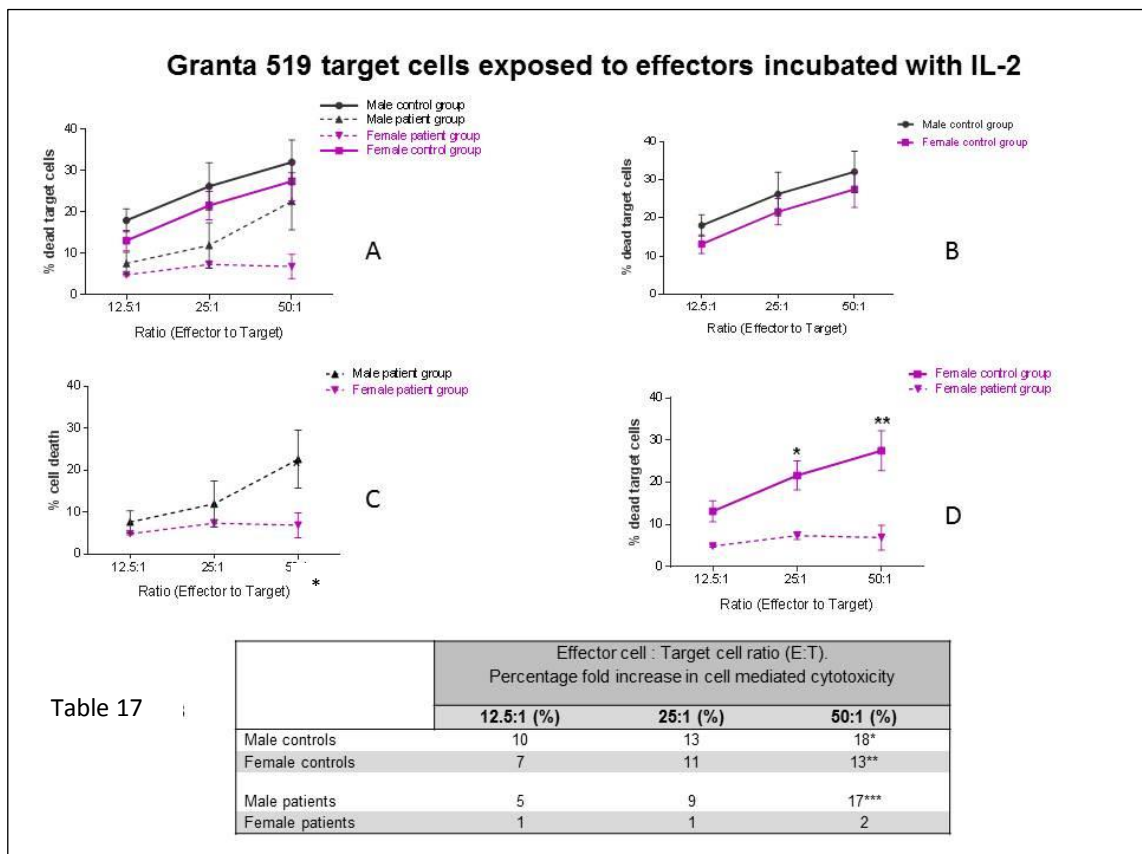 Granta 519 target cells exposed to effectors incubated with IL-2
Male control group
Male patient group
Female patient group
Female control group
40
30
20
10
0
% dead target cells
12.5:1 25:1 50:1
Ratio (Effector to Target)
A
Male control group
Female control group
40
30
20
10
0
% dead target cells
12.5:1 25:1 50:1
Ratio (Effector to Target)
B
Male patient group
Female patient group
40
30
20
10
0
% cell death
*
12.5:1 25:1
Ratio (Effector to Target)
*
C
Female control group
Female patient group
40
30
20
10
0
% dead target cells
* **
12.5:1 25:1 50:1
Ratio (Effector to Target)
D
Table 17
Effector cell : Target cell ratio (E:T).
Percentage fold increase in cell mediated cytotoxicity
12.5:1 (%) 25:1 (%) 50:1 (%)
Male controls 10 13 18*
Female controls 7 11 13**
Male patients 5 9 17***
Female patients 1 1 2